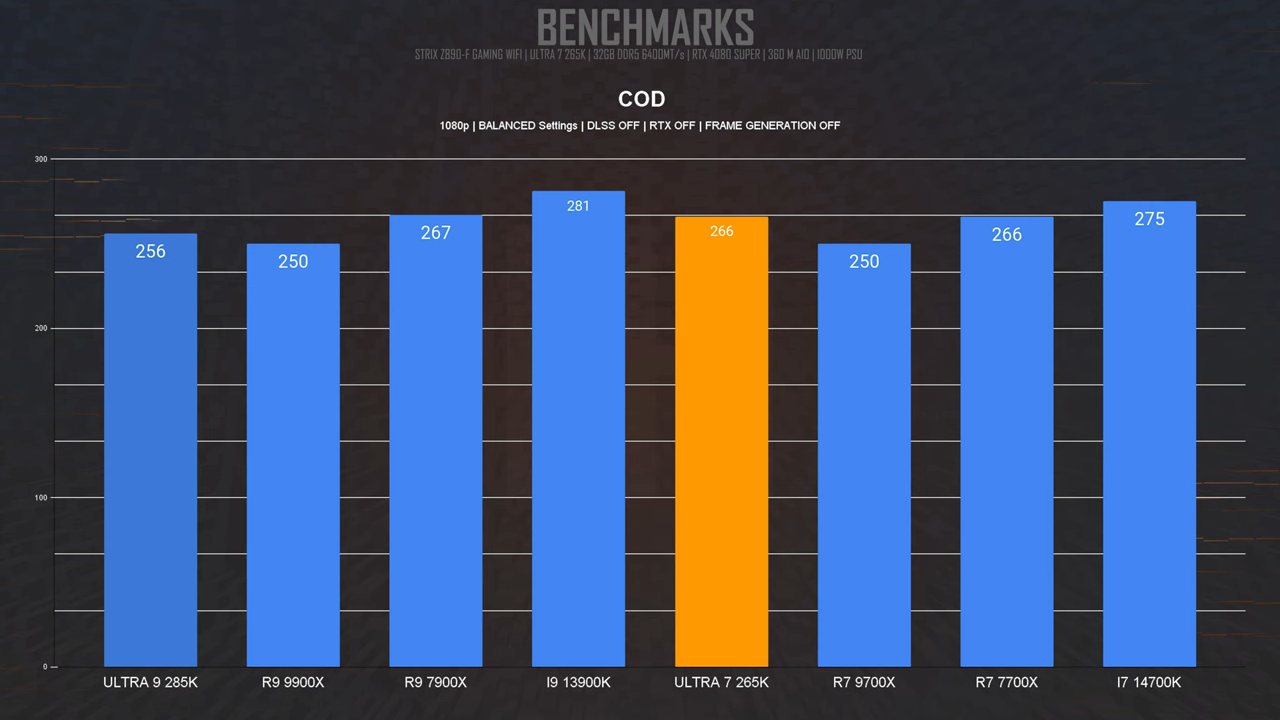 BENCHMARKS
STRIX Z890-F GAMING WIFI | ULTRA 7 265K | 32GB DDR5 6400MT/s | RTX 4080 SUPER | 360 M AIO | 1000W PSU
COD
1080p | BALANCED Settings | DLSS OFF | RTX OFF | FRAME GENERATION OFF
300
200
100
0
256
250
267
281
266
250
266
275
ULTRA 9 285K
R9 9900X
R9 7900X
I9 13900K
ULTRA 7 265K
R7 9700X
R7 7700X
I7 14700K